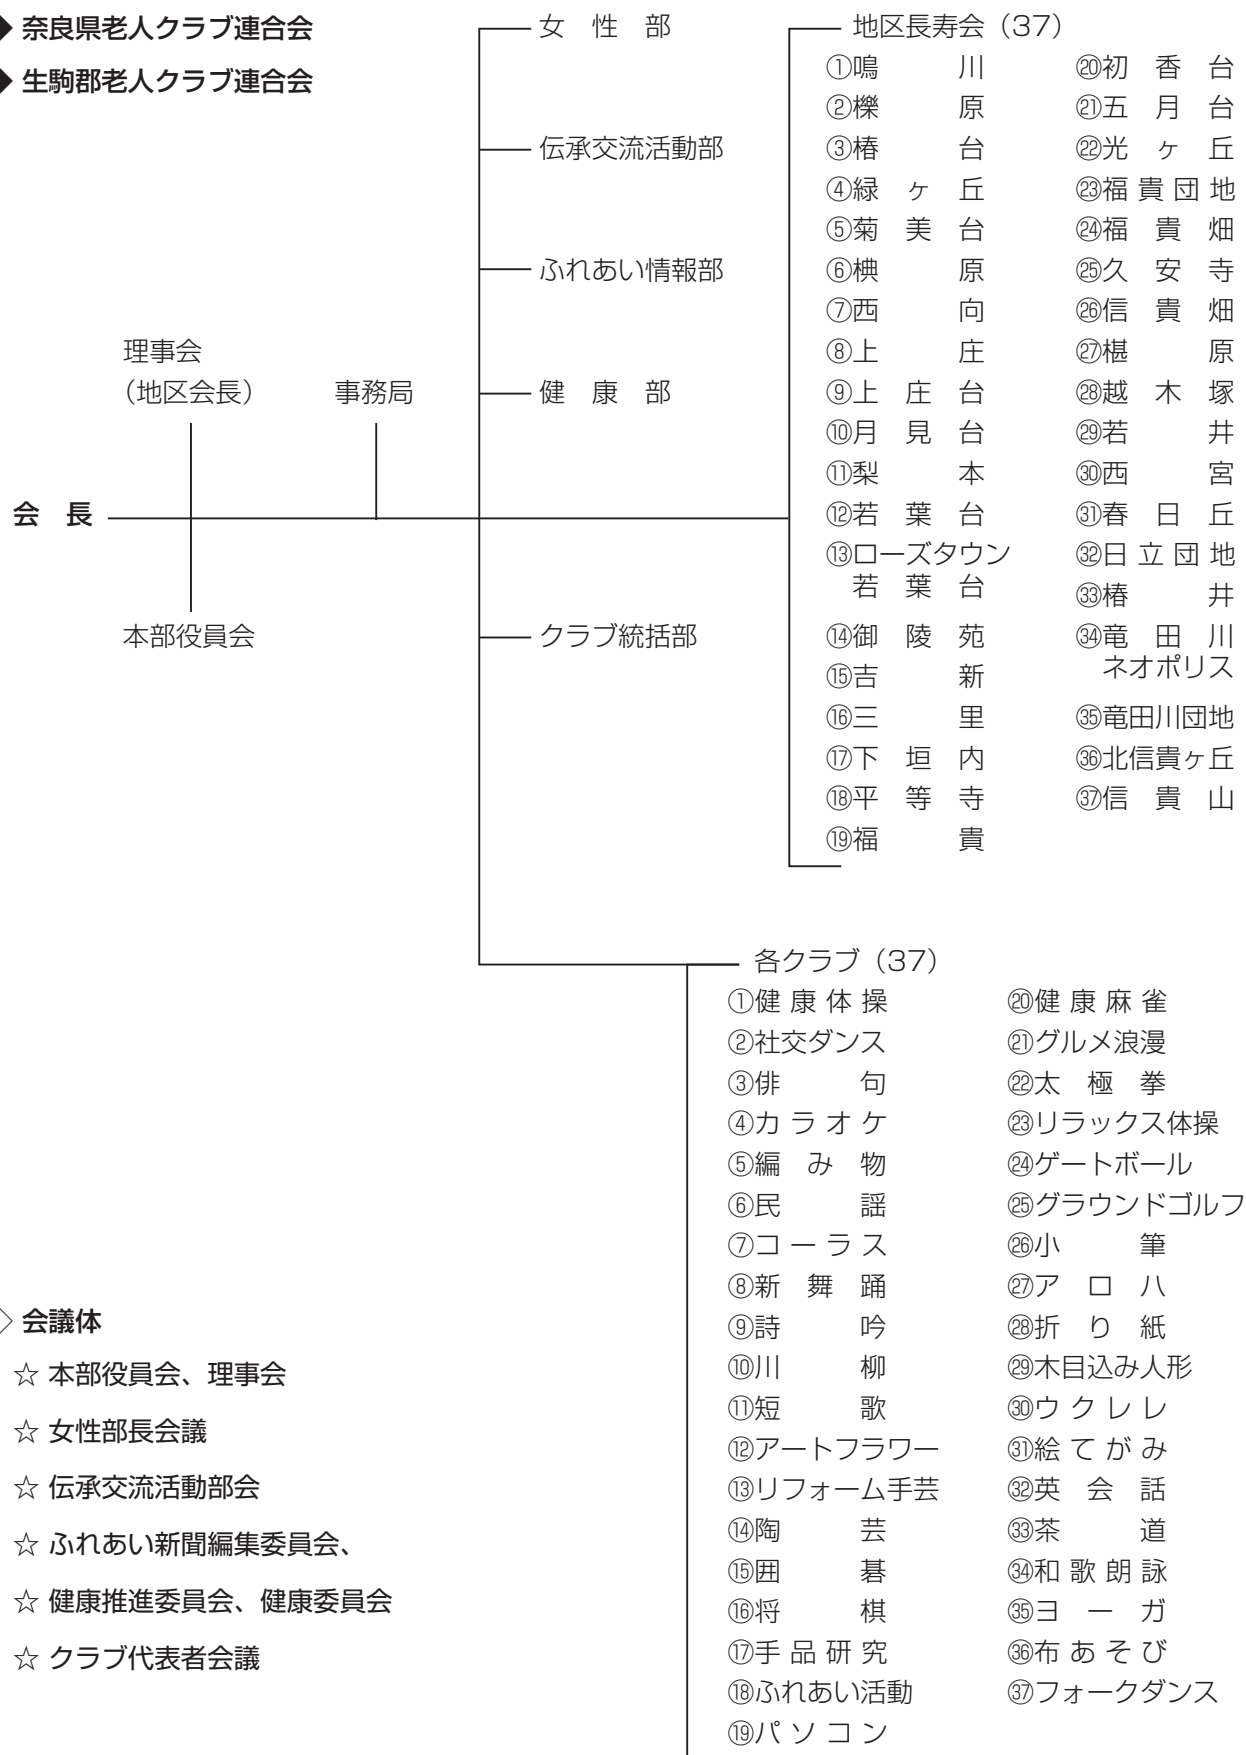 ◆ 奈良県老人クラブ連合会
◆ 生駒郡老人クラブ連合会
理事会
（地区会長）
事務局
会　長
本部役員会
女　性　部
伝承交流活動部
ふれあい情報部
健　康　部
クラブ統括部
地区長寿会（37）
①鳴　　　川
②櫟　　　原
③椿　　　台
④緑　ヶ　丘
⑤菊　美　台
⑥椣　　　原
⑦西　　　向
⑧上　　　庄
⑨上　庄　台
⑩月　見　台
⑪梨　　　本
⑫若　葉　台
⑬ローズタウン
若　葉　台
⑭御　陵　苑
⑮吉　　　新
⑯三　　　里
⑰下　垣　内
⑱平　等　寺
⑲福　　　貴
⑳初　香　台
㉑五　月　台
㉒光　ヶ　丘
㉓福 貴 団 地
㉔福　貴　畑
㉕久　安　寺
㉖信　貴　畑
㉗椹　　　原
㉘越　木　塚
㉙若　　　井
㉚西　　　宮
㉛春　日　丘
㉜日 立 団 地
㉝椿　　　井
㉞竜　田　川
ネオポリス
㉟竜田川団地
㊱北信貴ヶ丘
㊲信　貴　山
各クラブ（37）
①健 康 体 操
②社交ダンス
③俳　　　句
④カ ラ オ ケ
⑤編　み　物
⑥民　　　謡
⑦コ ー ラ ス
⑧新　舞　踊
⑨詩　　　吟
⑩川　　　柳
⑪短　　　歌
⑫アートフラワー
⑬リフォーム手芸
⑭陶　　　芸
⑮囲　　　碁
⑯将　　　棋
⑰手 品 研 究
⑱ふれあい活動
⑲パ ソ コ ン
⑳健 康 麻 雀
㉑グルメ浪漫
㉒太　極　拳
㉓リラックス体操
㉔ゲートボール
㉕グラウンドゴルフ
㉖小　　　筆
㉗ア　ロ　ハ
㉘折　り　紙
㉙木目込み人形
㉚ウ ク レ レ
㉛絵 て が み
㉜英　会　話
㉝茶　　　道
㉞和 歌 朗 詠
㉟ヨ　ー　ガ
㊱布 あ そ び
㊲フォークダンス
◇ 会議体
☆ 本部役員会、理事会
☆ 女性部長会議
☆ 伝承交流活動部会
☆ ふれあい新聞編集委員会、
☆ 健康推進委員会、健康委員会
☆ クラブ代表者会議